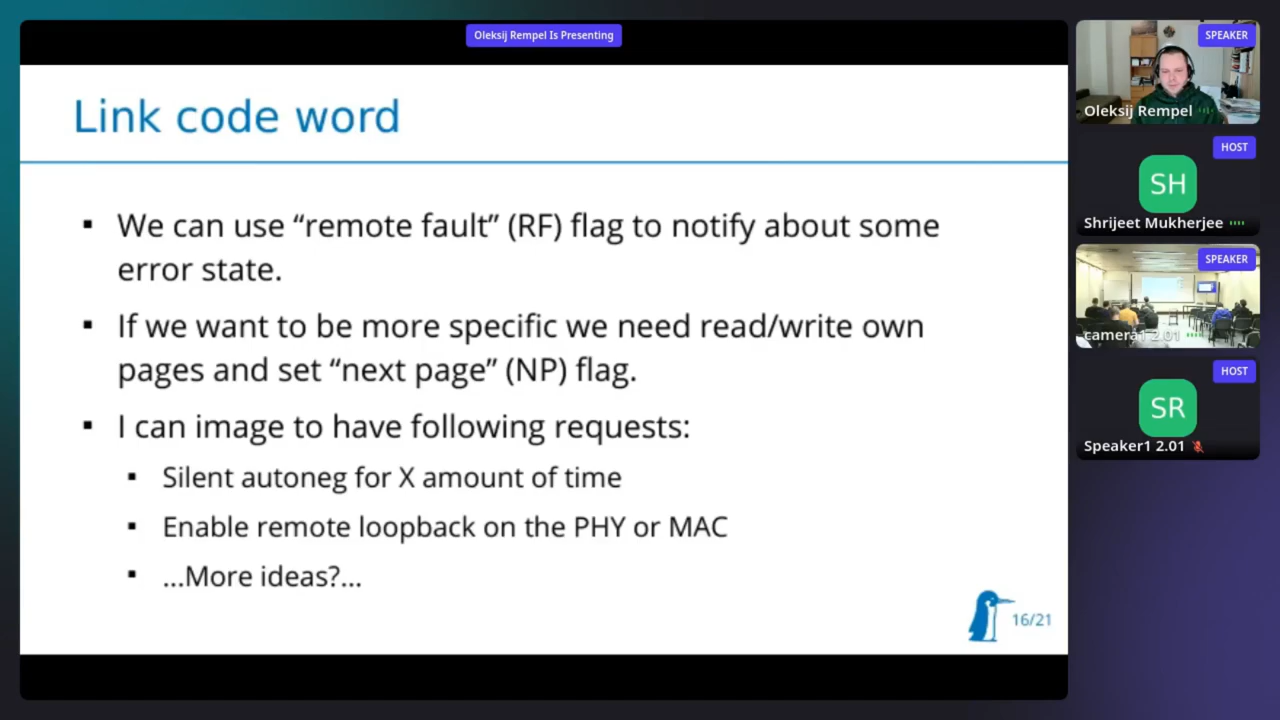 Oleksij Rempel Is Presenting
Link code word
▪ We can use “remote fault” (RF) flag to notify about some
error state.
▪ If we want to be more specific we need read/write own
pages and set “next page” (NP) flag.
▪ I can image to have following requests:
▪ Silent autoneg for X amount of time
▪ Enable remote loopback on the PHY or MAC
▪ ...More ideas?...
16/21
SPEAKER
Oleksij Rempel
HOST
SH
Shrijeet Mukherjee
SPEAKER
camera1 2.01
HOST
SR
Speaker1 2.01